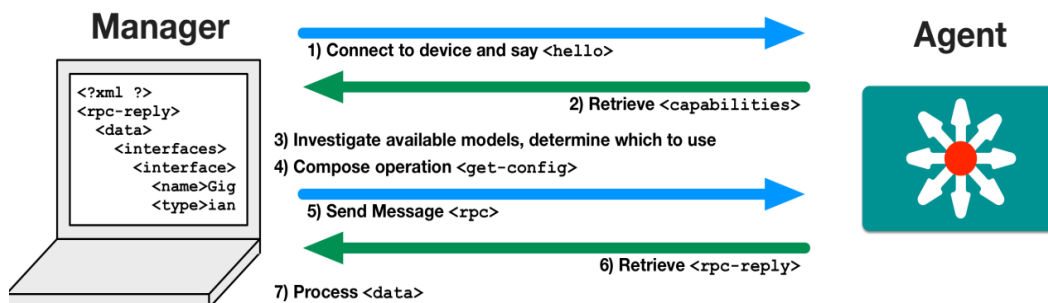 Manager
Agent
1) Connect to device and say <hello>
2) Retrieve <capabilities>
<?xml ?>
<rpc-reply>
<data>
<interfaces>
<interface>
<name>Gig
<type>ian
3) Investigate available models, determine which to use
4) Compose operation <get-config>
5) Send Message <rpc>
6) Retrieve <rpc-reply>
7) Process <data>